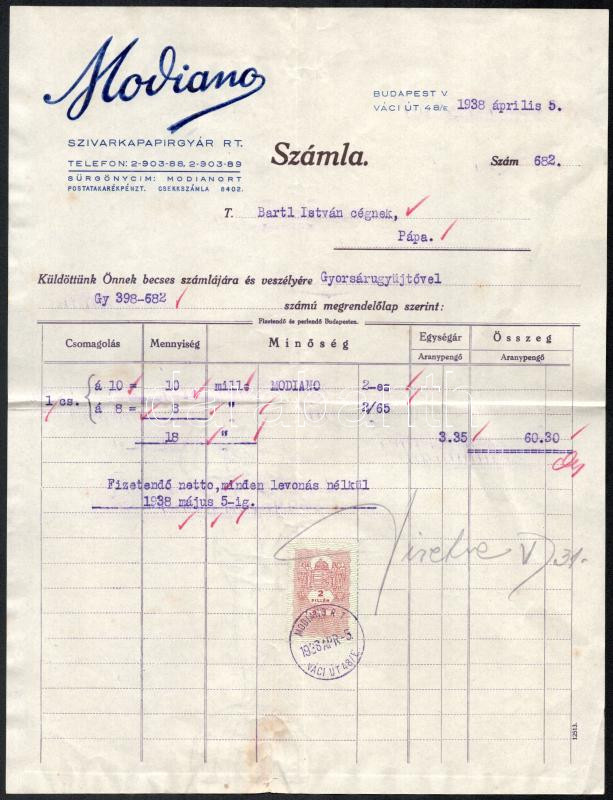 Modiano
SZIVARKAPAPIRGYÁR RT.
TELEFON: 2-903-88, 2-903-89
SÜRGÖNYCIM: MODIANORT
POSTATAKARÉKPÉNZT. CSEKKSZÁMLA 8402.
BUDAPEST V
VÁCI ÚT 48/E. 1938 április 5.
Számla.
Szám 682.
T. Bartl István cégnek,
Pápa.
Küldöttünk Önnek becses számlájára és veszélyére Gyorsárugyüjtővel
Gy 398-682 számú megrendelőlap szerint:
Fizetendő és perlendő Budapesten.
Csomagolás Mennyiség Minőség Egységár Összeg
Aranypengő Aranypengő
1 cs. á 10 = 10 mille MODIANO 2-es
á 8 = 8 " " 2/65
18 " 3.35 60.30
Fizetendő netto, minden levonás nélkül
1938 május 5-ig.
Fizetve V 31.
2
FILLÉR
MODIANO R.T.
1938 APR -5.
VÁCI ÚT 48/E.
12513.